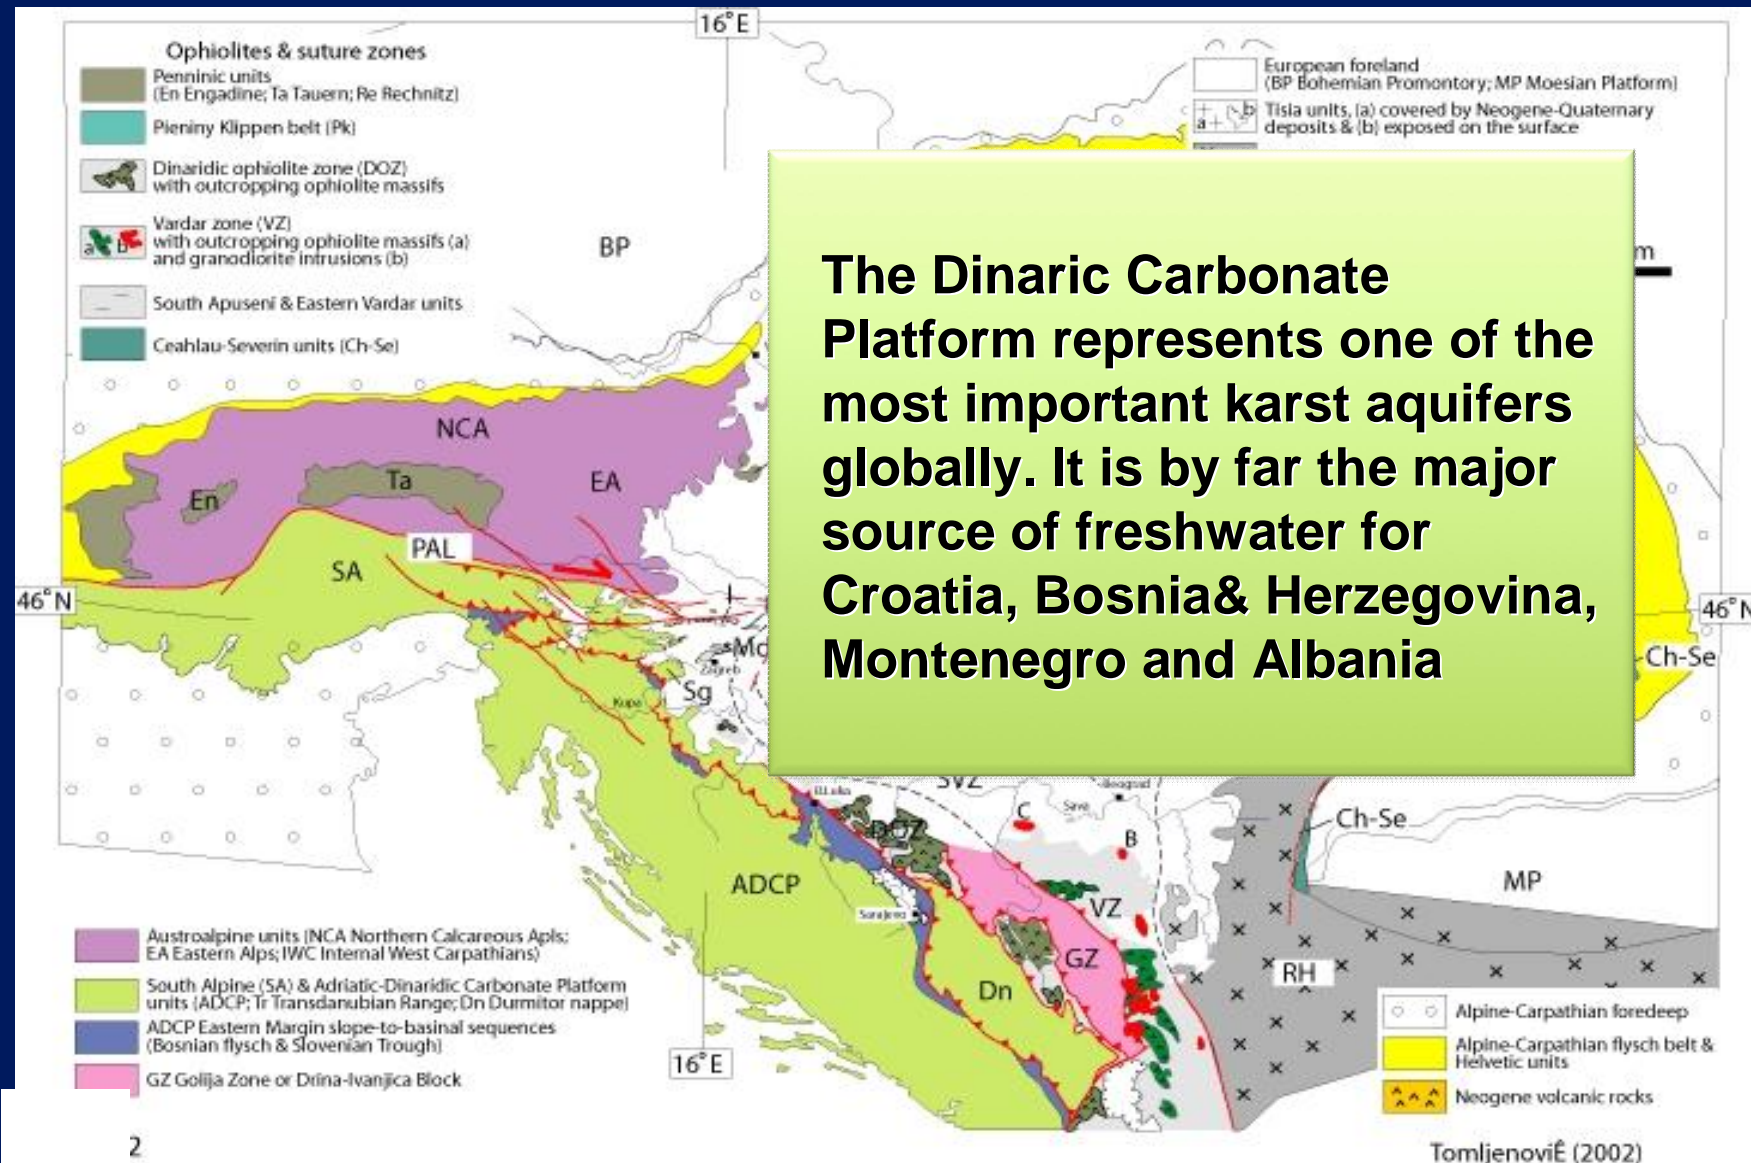 16°E
Ophiolites & suture zones
Penninic units
(En Engadine; Ta Tauern; Re Rechnitz)
Pieniny Klippen belt (Pk)
Dinaridic ophiolite zone (DOZ)
with outcropping ophiolite massifs
Vardar zone (VZ)
a b
with outcropping ophiolite massifs (a)
and granodiorite intrusions (b)
South Apuseni & Eastern Vardar units
Ceahlau-Severin units (Ch-Se)
European foreland
(BP Bohemian Promontory; MP Moesian Platform)
a b
Tisia units, (a) covered by Neogene-Quaternary
deposits & (b) exposed on the surface
BP
m
The Dinaric Carbonate
Platform represents one of the
most important karst aquifers
globally. It is by far the major
source of freshwater for
Croatia, Bosnia& Herzegovina,
Montenegro and Albania
NCA
En
Ta
EA
PAL
SA
46°N
46°N
Zagreb
Ch-Se
Sg
Kupa
SVZ
Beograd
B.Luka
Sava
C
DOZ
B
Ch-Se
ADCP
MP
VZ
Sarajevo
GZ
RH
Dn
16°E
Austroalpine units (NCA Northern Calcareous Apls;
EA Eastern Alps; IWC Internal West Carpathians)
South Alpine (SA) & Adriatic-Dinaridic Carbonate Platform
units (ADCP; Tr Transdanubian Range; Dn Durmitor nappe)
ADCP Eastern Margin slope-to-basinal sequences
(Bosnian flysch & Slovenian Trough)
GZ Golija Zone or Drina-Ivanjica Block
Alpine-Carpathian foredeep
Alpine-Carpathian flysch belt &
Helvetic units
Neogene volcanic rocks
2
TomljenoviÊ (2002)